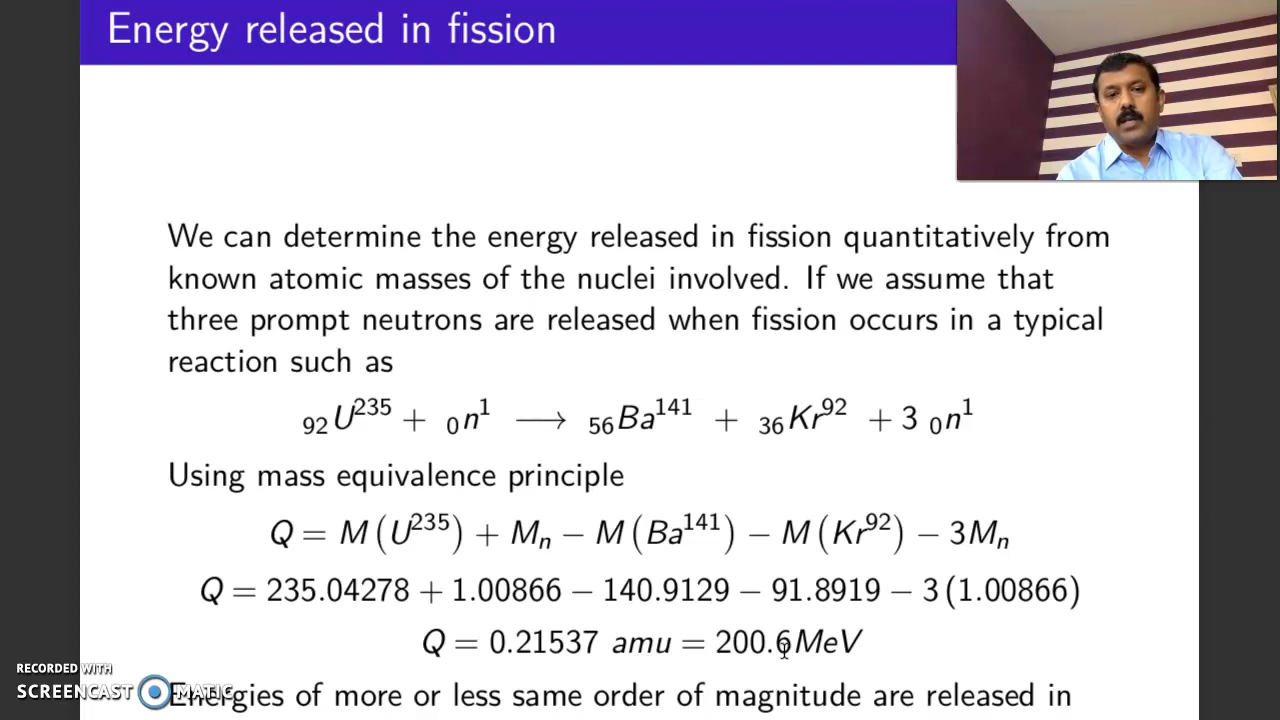 Energy released in fission
We can determine the energy released in fission quantitatively from
known atomic masses of the nuclei involved. If we assume that
three prompt neutrons are released when fission occurs in a typical
reaction such as
₉₂U²³⁵ + ₀n¹ ⟶ ₅₆Ba¹⁴¹ + ₃₆Kr⁹² + 3 ₀n¹
Using mass equivalence principle
Q = M(U²³⁵) + Mₙ − M(Ba¹⁴¹) − M(Kr⁹²) − 3Mₙ
Q = 235.04278 + 1.00866 − 140.9129 − 91.8919 − 3(1.00866)
Q = 0.21537 amu = 200.6MeV
RECORDED WITH
SCREENCAST MATIC
Energies of more or less same order of magnitude are released in